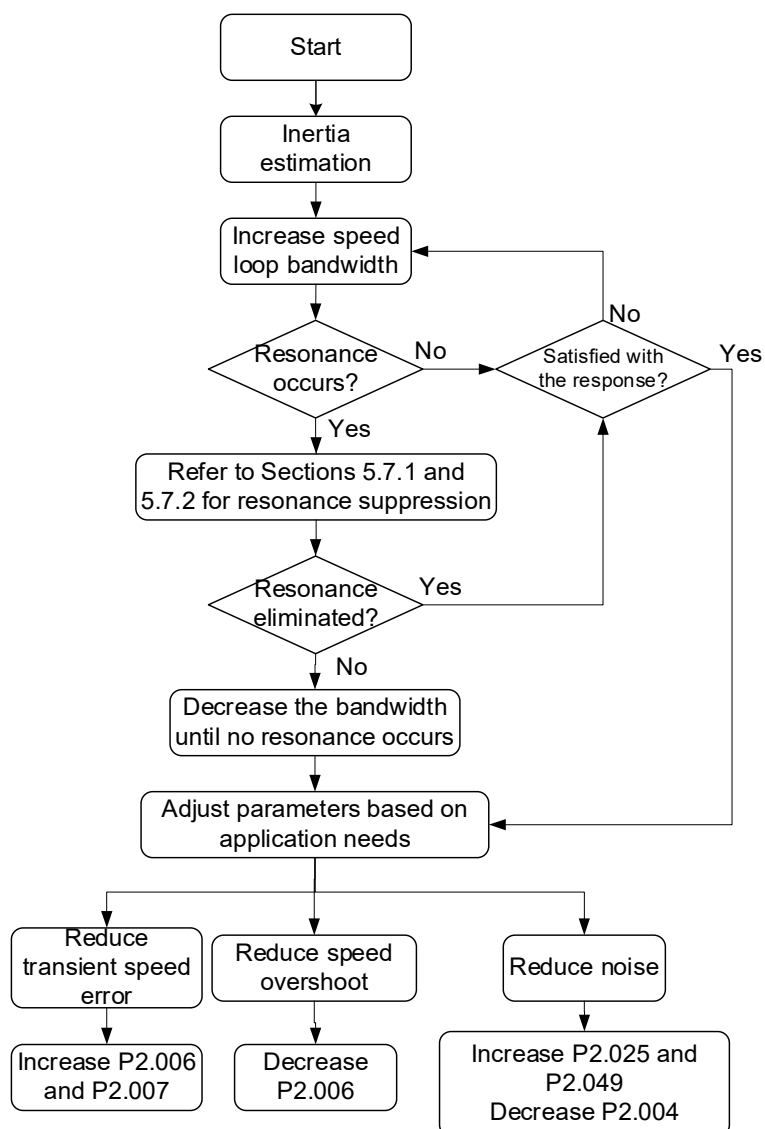 Start
Inertia
estimation
Increase speed
loop bandwidth
No
Resonance
occurs?
No
Satisfied with
the response?
Yes
Yes
Refer to Sections 5.7.1 and
5.7.2 for resonance suppression
Resonance
eliminated?
Yes
No
Decrease the bandwidth
until no resonance occurs
Adjust parameters based on
application needs
Reduce
transient speed
error
Reduce speed
overshoot
Reduce noise
Increase P2.006
and P2.007
Decrease
P2.006
Increase P2.025 and
P2.049
Decrease P2.004